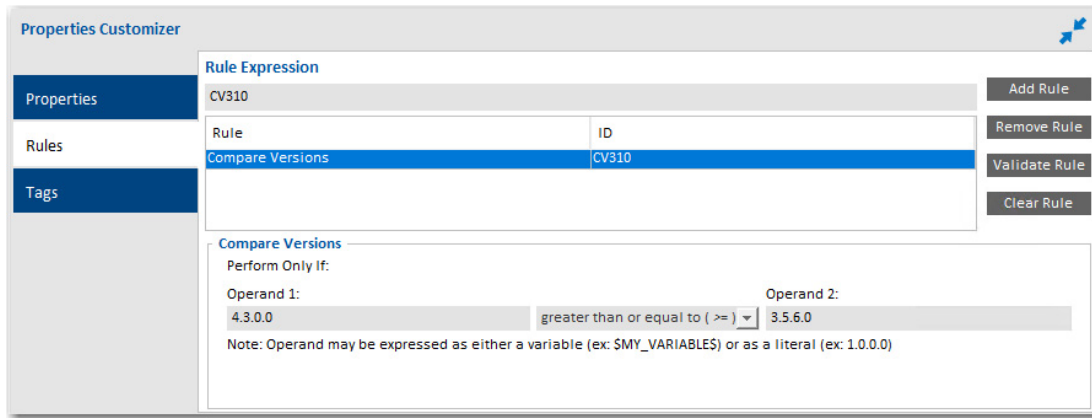 Properties Customizer
Properties
Rules
Tags
Rule Expression
CV310
Rule ID
Compare Versions CV310
Add Rule
Remove Rule
Validate Rule
Clear Rule
Compare Versions
Perform Only If:
Operand 1: Operand 2:
4.3.0.0 greater than or equal to ( >= ) 3.5.6.0
Note: Operand may be expressed as either a variable (ex: $MY_VARIABLE$) or as a literal (ex: 1.0.0.0)